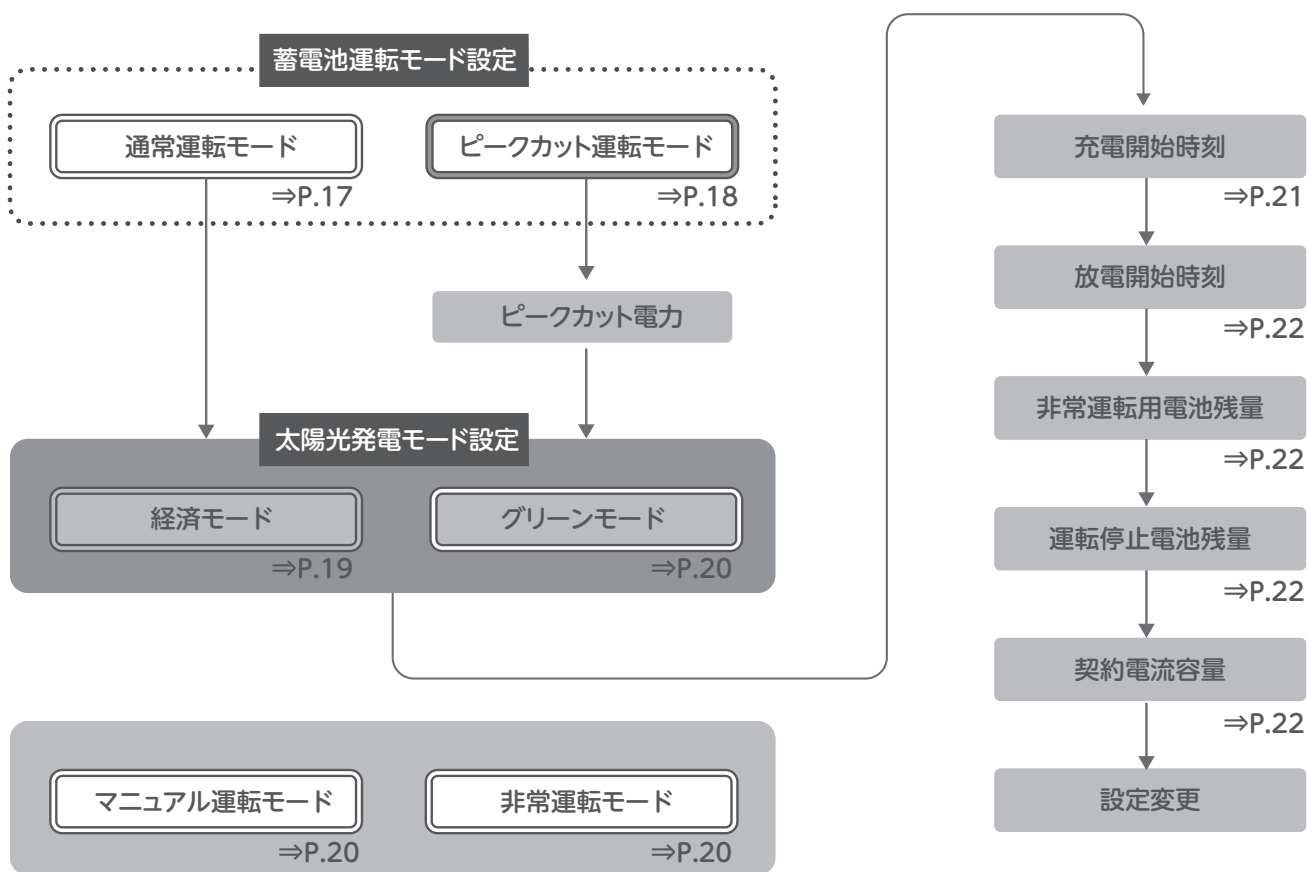 蓄電池運転モード設定
通常運転モード
⇒P.17
ピークカット運転モード
⇒P.18
ピークカット電力
太陽光発電モード設定
経済モード
⇒P.19
グリーンモード
⇒P.20
マニュアル運転モード
⇒P.20
非常運転モード
⇒P.20
充電開始時刻
⇒P.21
放電開始時刻
⇒P.22
非常運転用電池残量
⇒P.22
運転停止電池残量
⇒P.22
契約電流容量
⇒P.22
設定変更